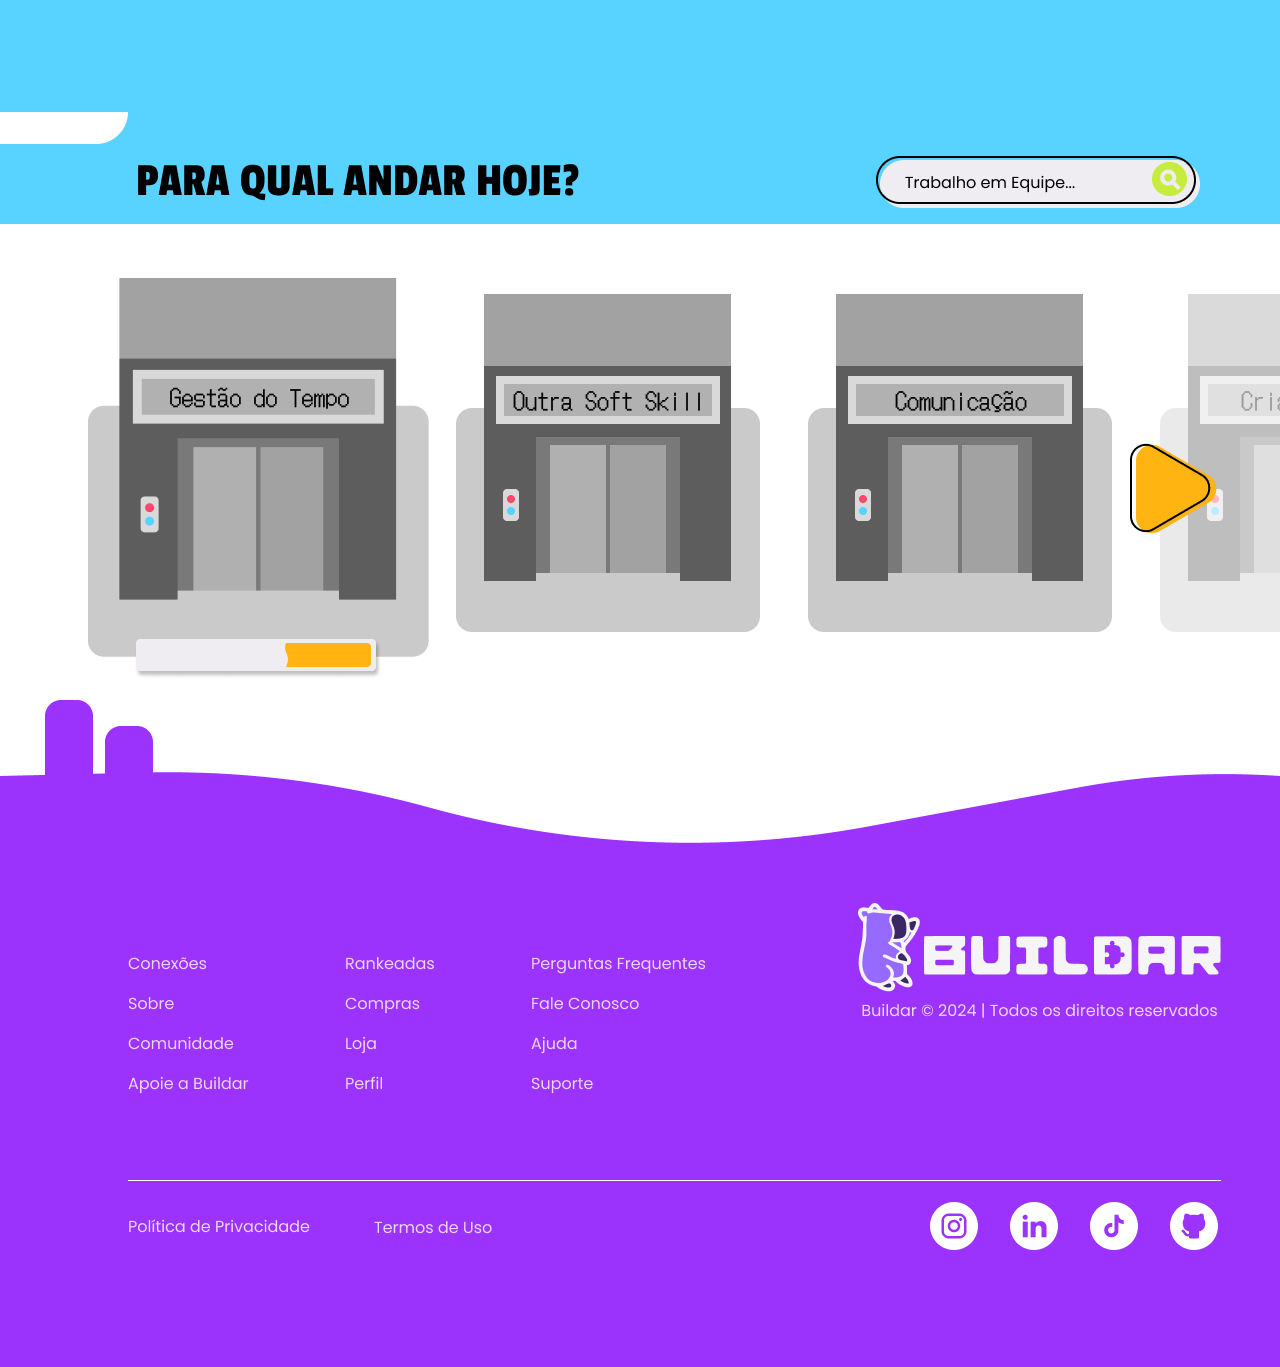 PARA QUAL ANDAR HOJE?
Trabalho em Equipe...
Gestão do Tempo
Outra Soft Skill
Comunicação
BUILDAR
Buildar © 2024 | Todos os direitos reservados
Conexões
Sobre
Comunidade
Apoie a Buildar
Rankeadas
Compras
Loja
Perfil
Perguntas Frequentes
Fale Conosco
Ajuda
Suporte
Política de Privacidade
Termos de Uso
in